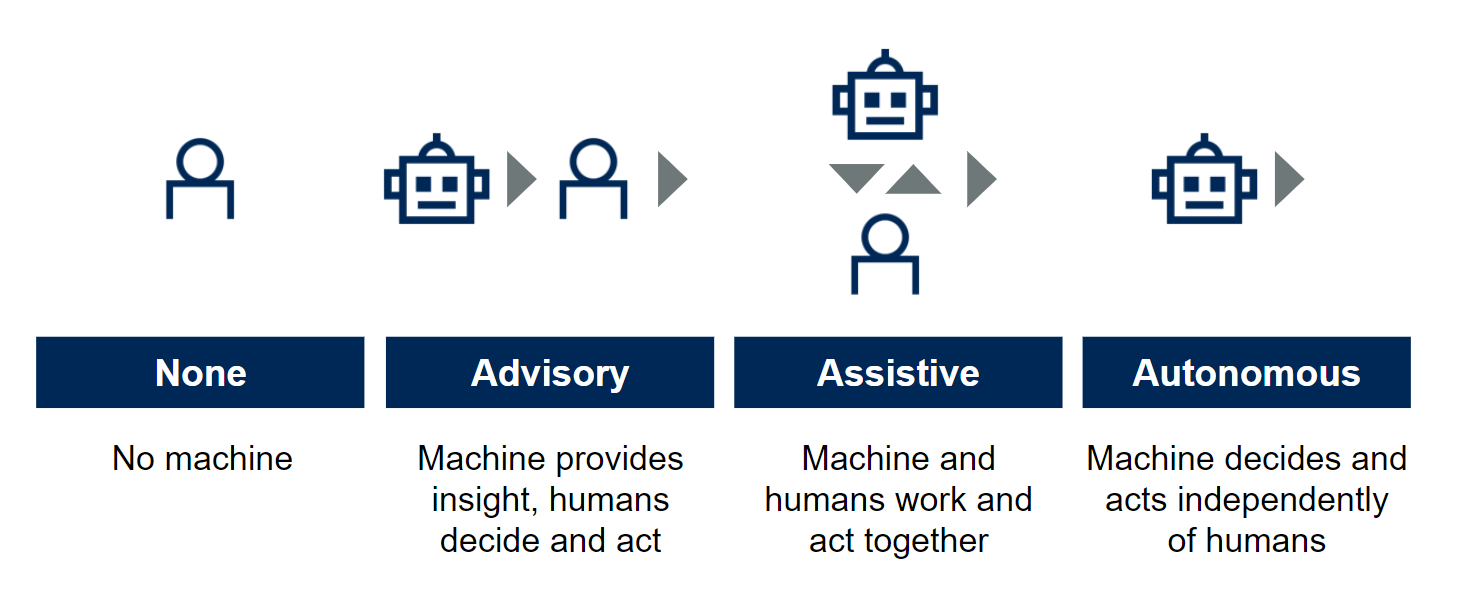 None
No machine
Advisory
Machine provides
insight, humans
decide and act
Assistive
Machine and
humans work and
act together
Autonomous
Machine decides and
acts independently
of humans